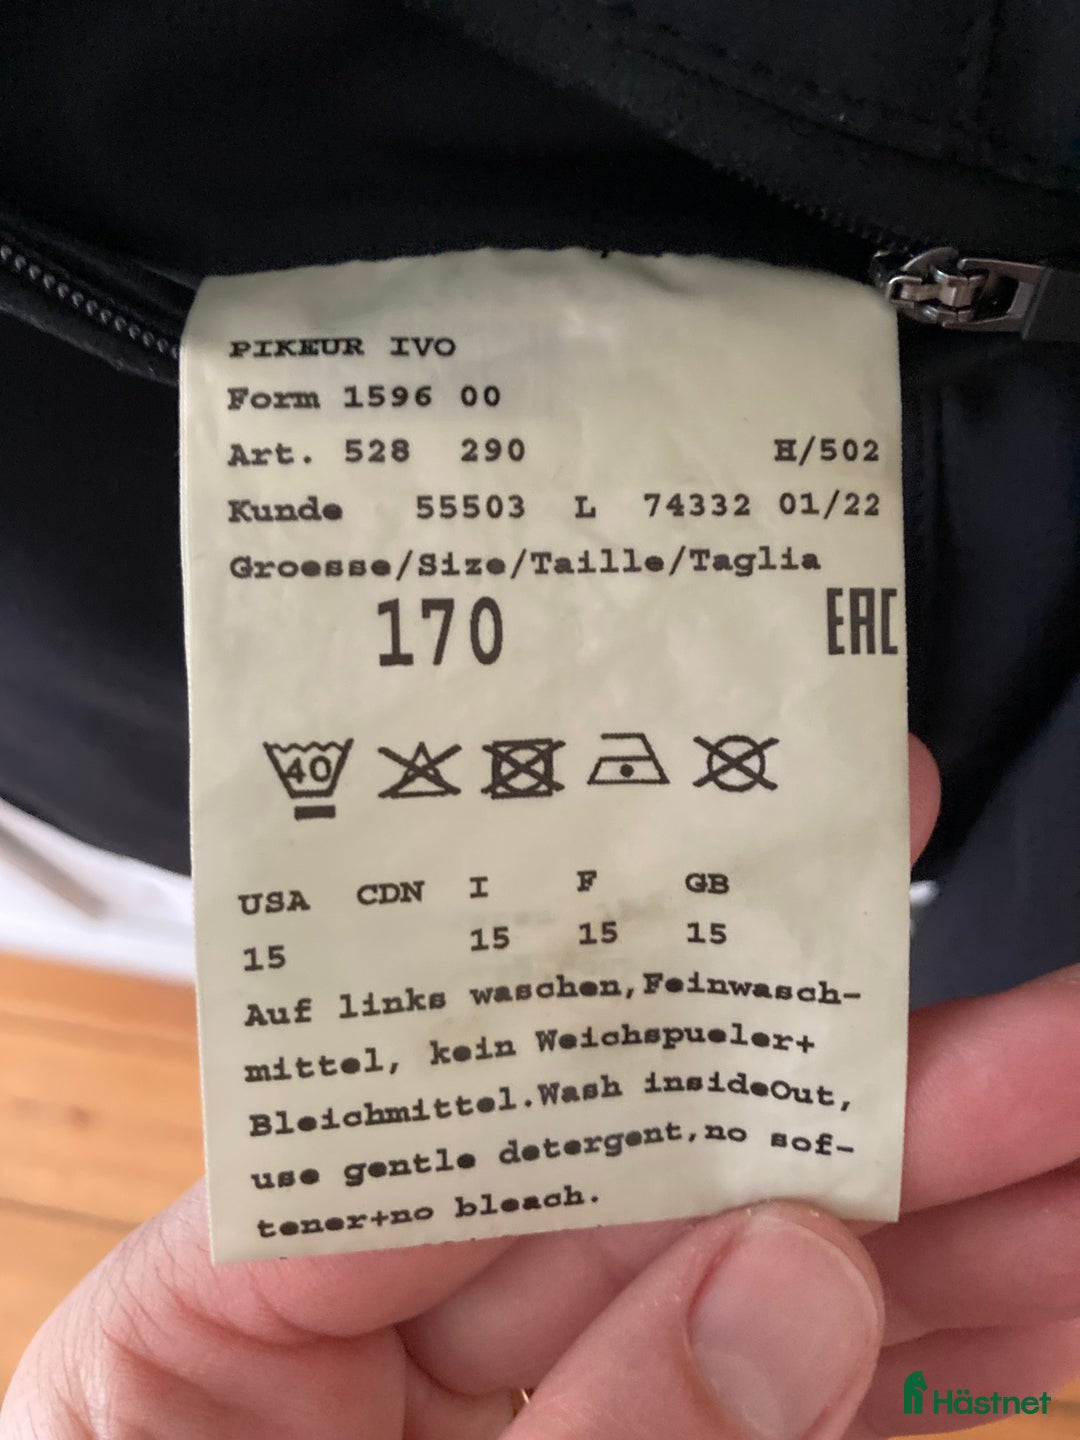 PIKEUR IVO
Form 1596 00
Art. 528 290 H/502
Kunde 55503 L 74332 01/22
Groesse/Size/Taille/Taglia
170 EAC
40
USA CDN I F GB
15 15 15 15
Auf links waschen,Feinwasch-
mittel, kein Weichspueler+
Bleichmittel.Wash insideOut,
use gentle detergent,no sof-
tener+no bleach.
Hästnet